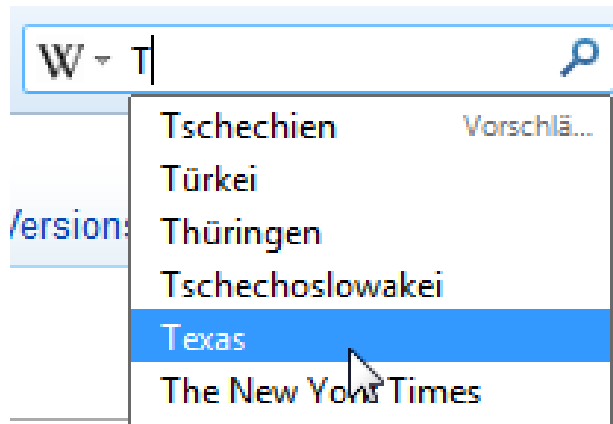 W T
Tschechien Vorschlä...
Türkei
Versions
Thüringen
Tschechoslowakei
Texas
The New York Times